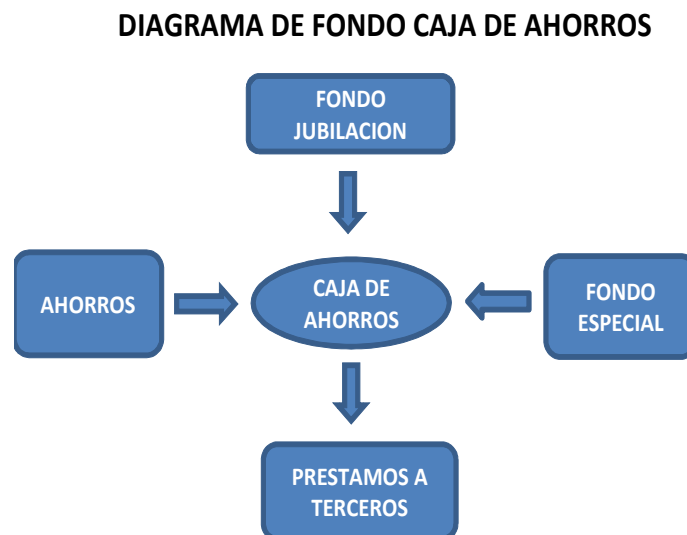 DIAGRAMA DE FONDO CAJA DE AHORROS
FONDO
JUBILACION
AHORROS
CAJA DE
AHORROS
FONDO
ESPECIAL
PRESTAMOS A
TERCEROS